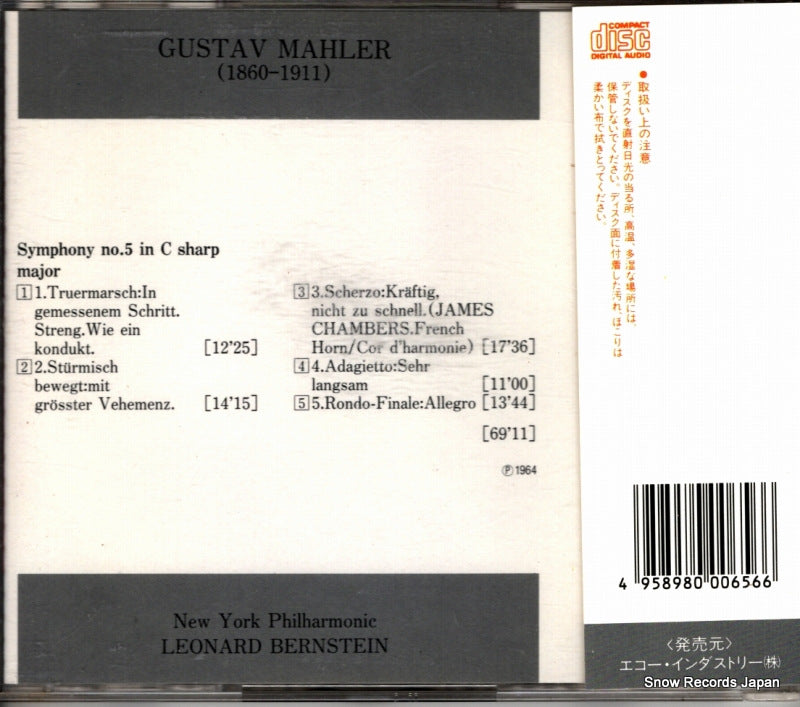 GUSTAV MAHLER
(1860-1911)
Symphony no.5 in C sharp
major
1 1.Truermarsch:In
gemessenem Schritt.
Streng.Wie ein
kondukt. [12'25]
2 2.Stürmisch
bewegt:mit
grösster Vehemenz. [14'15]
3 3.Scherzo:Kräftig,
nicht zu schnell.(JAMES
CHAMBERS.French
Horn/Cor d'harmonie) [17'36]
4 4.Adagietto:Sehr
langsam [11'00]
5 5.Rondo-Finale:Allegro [13'44]
[69'11]
Ⓟ1964
New York Philharmonic
LEONARD BERNSTEIN
COMPACT
disc
DIGITAL AUDIO
●取扱い上の注意
ディスクを直射日光の当る所、高温、多湿な場所には、
保管しないでください。ディスク面に付着した汚れ、ほこりは
柔かい布で拭きとってください。
4 958980 006566
〈発売元〉
エコー・インダストリー㈱
Snow Records Japan